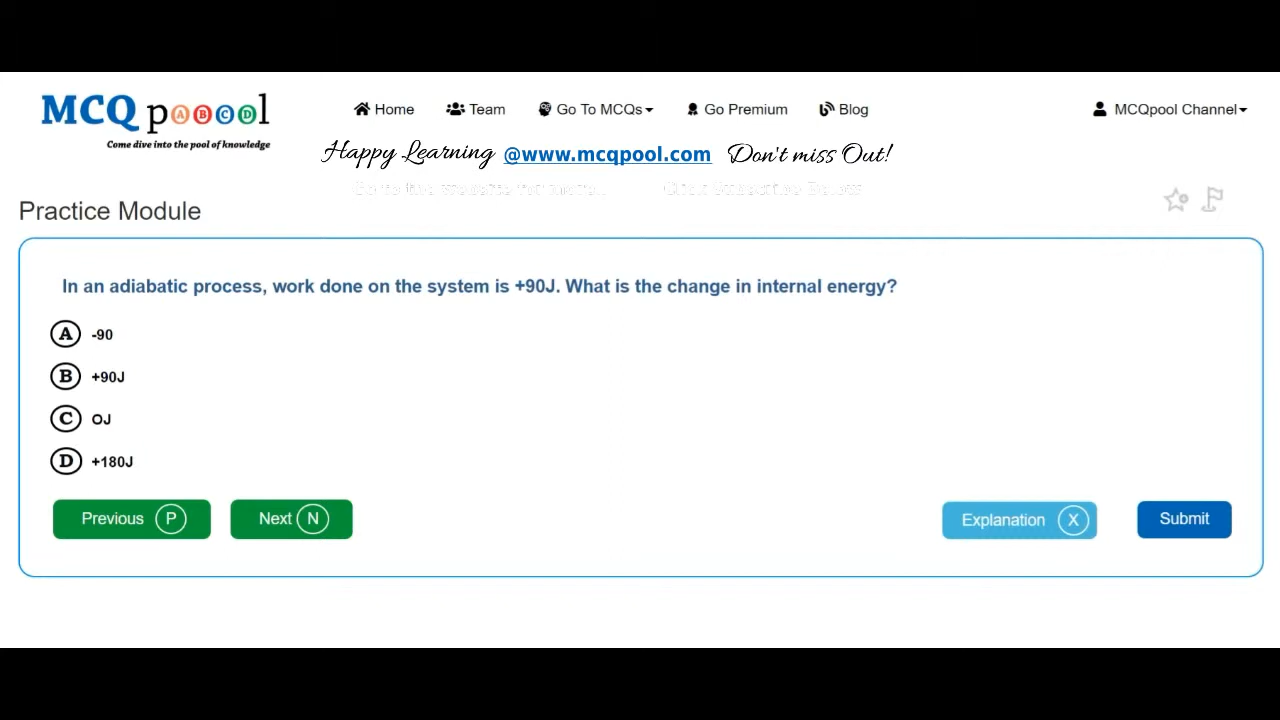 MCQ pooool
Come dive into the pool of knowledge
Home Team Go To MCQs Go Premium Blog MCQpool Channel
Happy Learning @www.mcqpool.com Don't miss Out!
Practice Module
In an adiabatic process, work done on the system is +90J. What is the change in internal energy?
A -90
B +90J
C OJ
D +180J
Previous P Next N Explanation X Submit